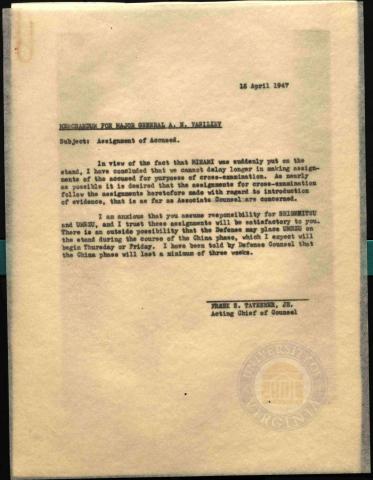 15 April 1947
MEMORANDUM FOR MAJOR GENERAL A. N. VASILIEV
Subject: Assignment of Accused.
In view of the fact that MINAMI was suddenly put on the
stand, I have concluded that we cannot delay longer in making assign-
ments of the accused for purposes of cross-examination. As nearly
as possible it is desired that the assignments for cross-examination
follow the assignments heretofore made with regard to introduction
of evidence, that is as far as Associate Counsel are concerned.
I am anxious that you assume responsibility for SHIGEMITSU
and UMEZU, and I trust these assignments will be satisfactory to you.
There is an outside possibility that the Defense may place UMEZU on
the stand during the course of the China phase, which I expect will
begin Thursday or Friday. I have been told by Defense Counsel that
the China phase will last a minimum of three weeks.
FRANK S. TAVENNER, JR.
Acting Chief of Counsel
UNIVERSITY OF
VIRGINIA